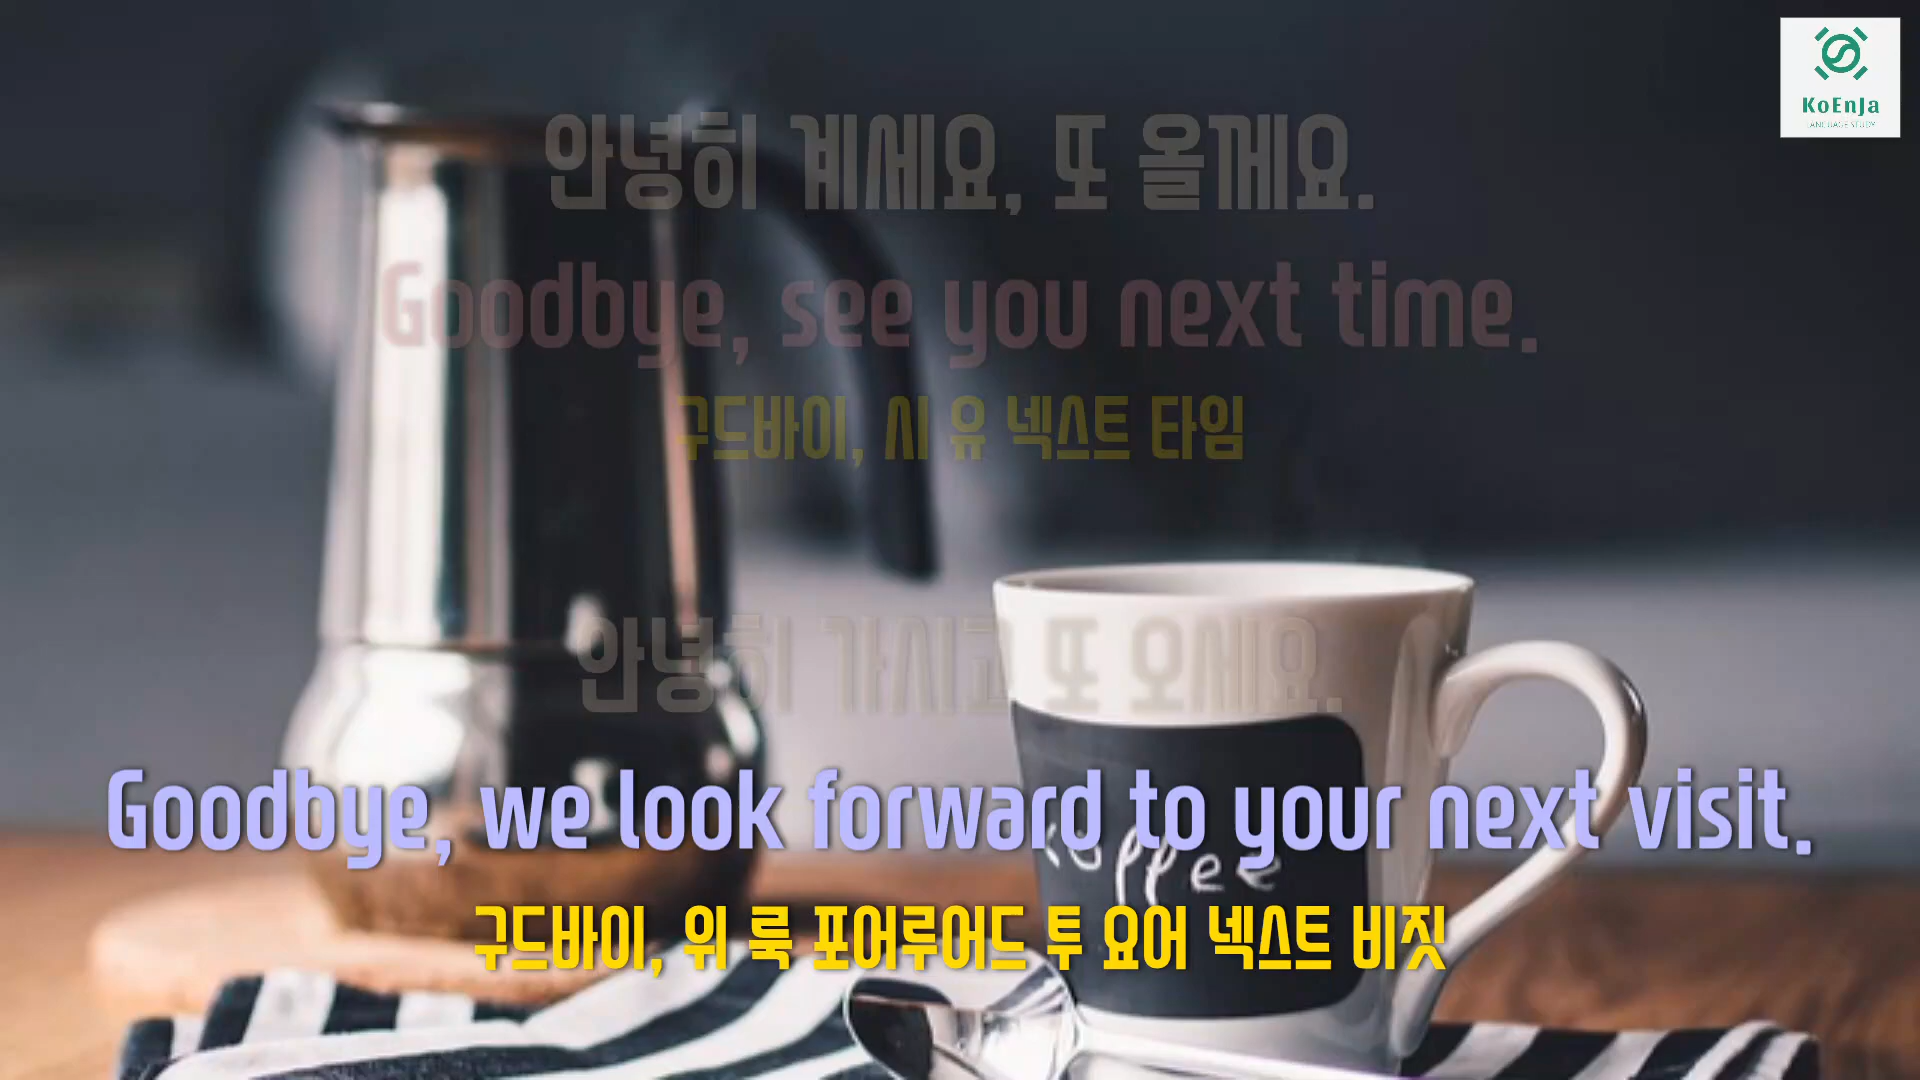 KoEnJa
LANGUAGE STUDY
안녕히 계세요, 또 올게요.
Goodbye, see you next time.
구드바이, 시 유 넥스트 타임
안녕히 가시고 또 오세요.
Goodbye, we look forward to your next visit.
coffee
구드바이, 위 룩 포어루어드 투 요어 넥스트 비짓